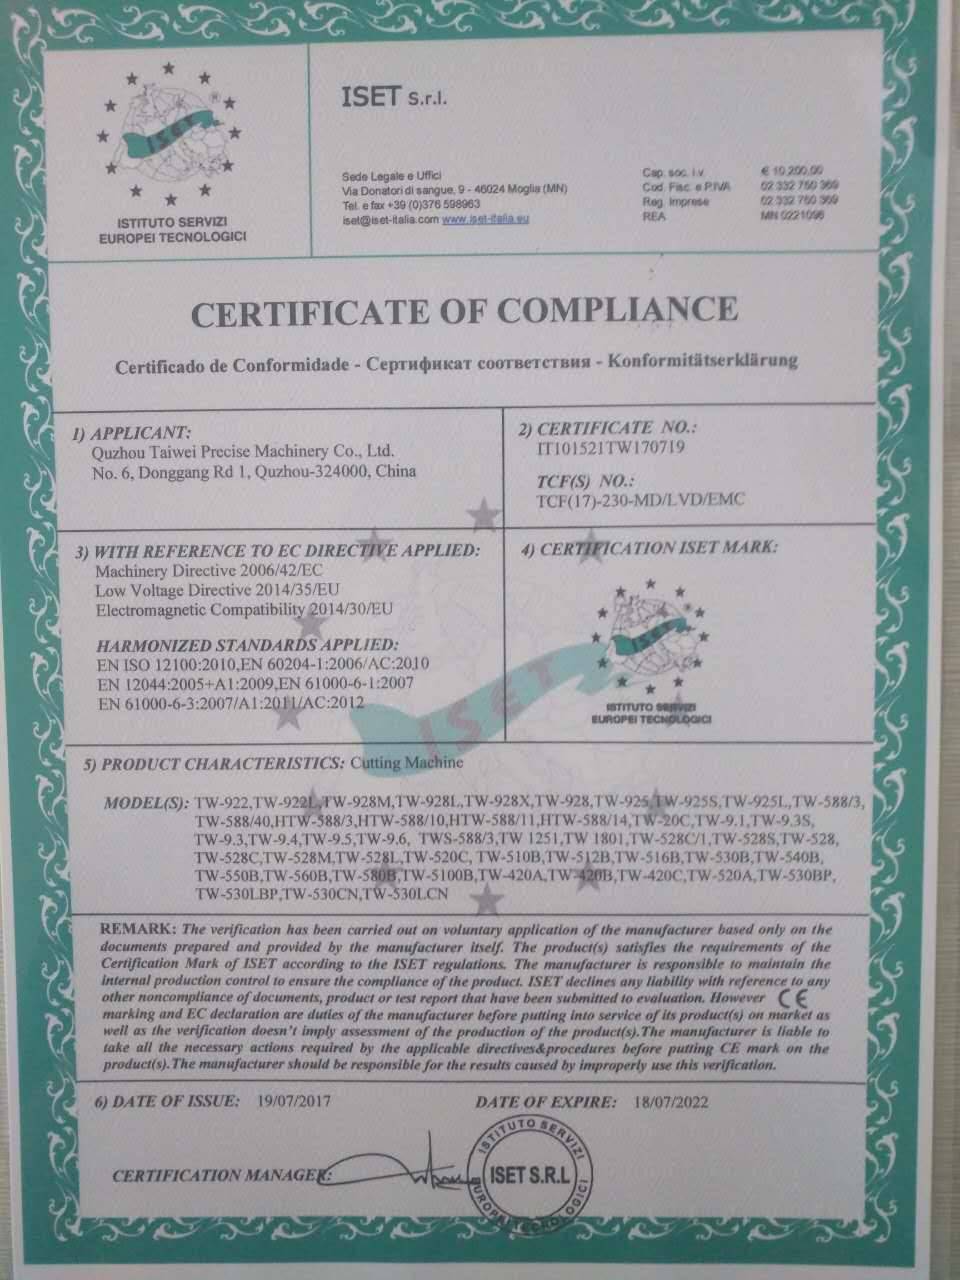 ISET
®
ISTITUTO SERVIZI
EUROPEI TECNOLOGICI
ISET S.r.l.
Sede Legale e Uffici
Via Donatori di sangue, 9 - 46024 Moglia (MN)
Tel. e fax +39 (0)376 598963
iset@iset-italia.com www.iset-italia.eu
Cap. soc. i.v. € 10.200,00
Cod. Fisc. e P.IVA 02 332 750 369
Reg. Imprese 02 332 750 369
REA MN 0221098
CERTIFICATE OF COMPLIANCE
Certificado de Conformidade - Сертификат соответствия - Konformitätserklärung
1) APPLICANT:
Quzhou Taiwei Precise Machinery Co., Ltd.
No. 6, Donggang Rd 1, Quzhou-324000, China
2) CERTIFICATE NO.:
IT101521TW170719
TCF(S) NO.:
TCF(17)-230-MD/LVD/EMC
3) WITH REFERENCE TO EC DIRECTIVE APPLIED:
Machinery Directive 2006/42/EC
Low Voltage Directive 2014/35/EU
Electromagnetic Compatibility 2014/30/EU
HARMONIZED STANDARDS APPLIED:
EN ISO 12100:2010,EN 60204-1:2006/AC:2010
EN 12044:2005+A1:2009,EN 61000-6-1:2007
EN 61000-6-3:2007/A1:2011/AC:2012
4) CERTIFICATION ISET MARK:
ISET
®
ISTITUTO SERVIZI
EUROPEI TECNOLOGICI
ISET
5) PRODUCT CHARACTERISTICS: Cutting Machine
MODEL(S): TW-922,TW-922L,TW-928M,TW-928L,TW-928X,TW-928,TW-925,TW-925S,TW-925L,TW-588/3,
TW-588/40,HTW-588/3,HTW-588/10,HTW-588/11,HTW-588/14,TW-20C,TW-9.1,TW-9.3S,
TW-9.3,TW-9.4,TW-9.5,TW-9.6, TWS-588/3,TW 1251,TW 1801,TW-528C/1,TW-528S,TW-528,
TW-528C,TW-528M,TW-528L,TW-520C, TW-510B,TW-512B,TW-516B,TW-530B,TW-540B,
TW-550B,TW-560B,TW-580B,TW-5100B,TW-420A,TW-420B,TW-420C,TW-520A,TW-530BP,
TW-530LBP,TW-530CN,TW-530LCN
REMARK: The verification has been carried out on voluntary application of the manufacturer based only on the
documents prepared and provided by the manufacturer itself. The product(s) satisfies the requirements of the
Certification Mark of ISET according to the ISET regulations. The manufacturer is responsible to maintain the
internal production control to ensure the compliance of the product. ISET declines any liability with reference to any
other noncompliance of documents, product or test report that have been submitted to evaluation. However CE
marking and EC declaration are duties of the manufacturer before putting into service of its product(s) on market as
well as the verification doesn't imply assessment of the production of the product(s).The manufacturer is liable to
take all the necessary actions required by the applicable directives&procedures before putting CE mark on the
product(s).The manufacturer should be responsible for the results caused by improperly use this verification.
6) DATE OF ISSUE: 19/07/2017
DATE OF EXPIRE: 18/07/2022
CERTIFICATION MANAGER:
ISTITUTO SERVIZI
ISET S.R.L
EUROPEI TECNOLOGICI